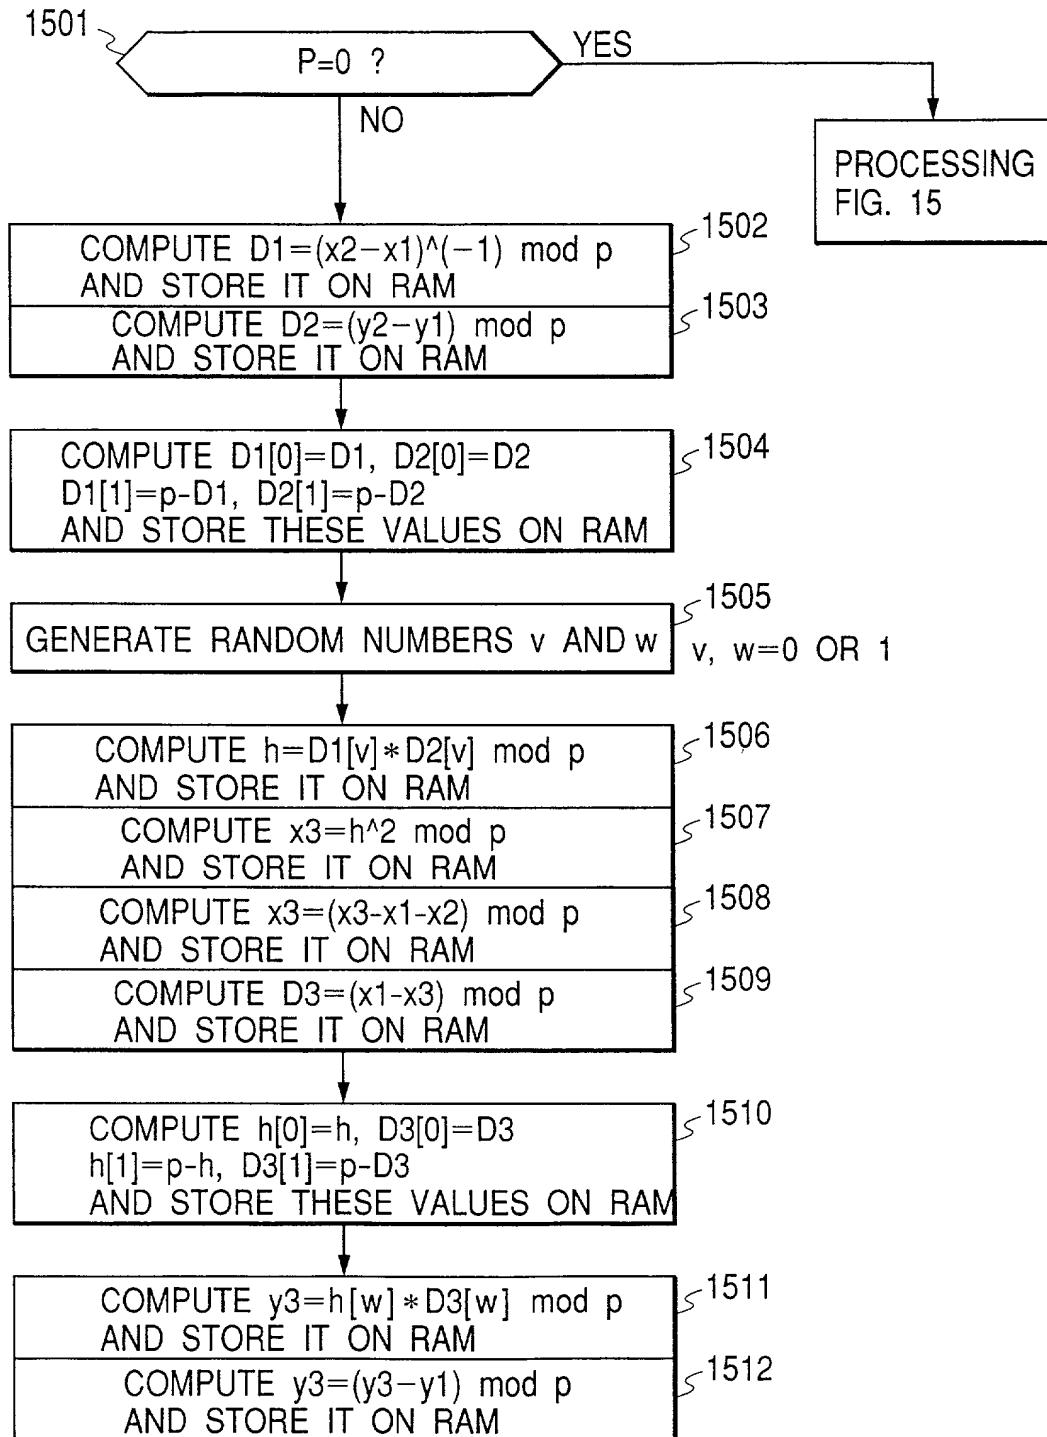 1501
P=0 ?
YES
NO
PROCESSING
FIG. 15
COMPUTE D1=(x2-x1)^(-1) mod p
AND STORE IT ON RAM
1502
COMPUTE D2=(y2-y1) mod p
AND STORE IT ON RAM
1503
COMPUTE D1[0]=D1, D2[0]=D2
D1[1]=p-D1, D2[1]=p-D2
AND STORE THESE VALUES ON RAM
1504
GENERATE RANDOM NUMBERS v AND w
1505
v, w=0 OR 1
COMPUTE h=D1[v]*D2[v] mod p
AND STORE IT ON RAM
1506
COMPUTE x3=h^2 mod p
AND STORE IT ON RAM
1507
COMPUTE x3=(x3-x1-x2) mod p
AND STORE IT ON RAM
1508
COMPUTE D3=(x1-x3) mod p
AND STORE IT ON RAM
1509
COMPUTE h[0]=h, D3[0]=D3
h[1]=p-h, D3[1]=p-D3
AND STORE THESE VALUES ON RAM
1510
COMPUTE y3=h[w]*D3[w] mod p
AND STORE IT ON RAM
1511
COMPUTE y3=(y3-y1) mod p
AND STORE IT ON RAM
1512